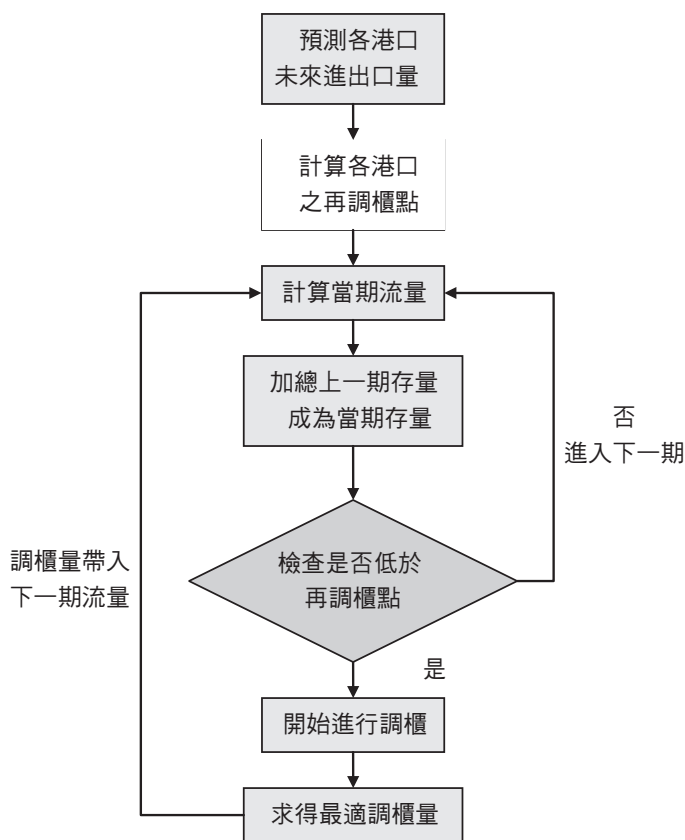 預測各港口
未來進出口量
計算各港口
之再調櫃點
計算當期流量
加總上一期存量
成為當期存量
否
進入下一期
檢查是否低於
再調櫃點
調櫃量帶入
下一期流量
是
開始進行調櫃
求得最適調櫃量